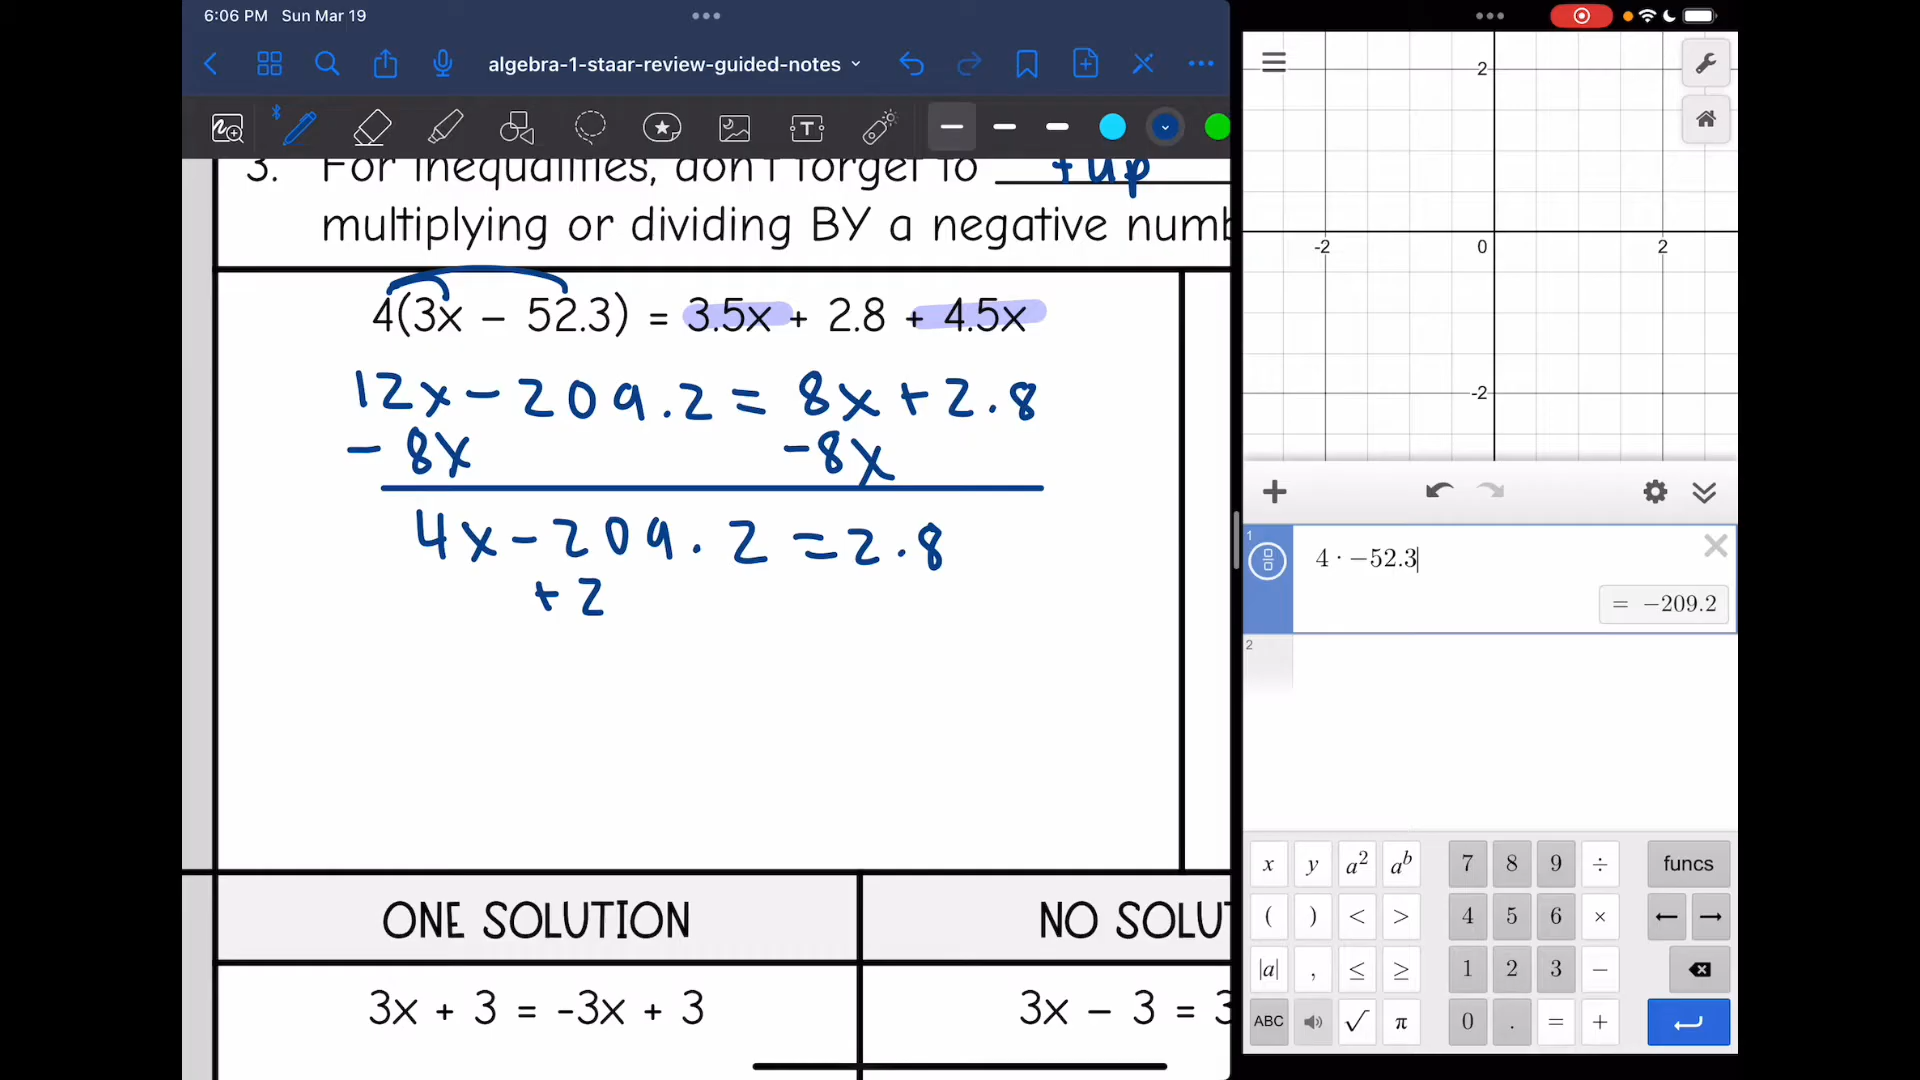 6:06 PM Sun Mar 19
algebra-1-staar-review-guided-notes
3. For inequalities, don't forget to
multiplying or dividing BY a negative numb
4(3x − 52.3) = 3.5x + 2.8 + 4.5x
12x − 209.2 = 8x + 2.8
− 8x -8x
4x − 209.2 = 2.8
+ 2
ONE SOLUTION
NO SOLUT
3x + 3 = -3x + 3
3x − 3 = 3
2
-2 0 2
-2
1
4 · −52.3
= −209.2
2
x y a² aᵇ 7 8 9 ÷ funcs
( ) < > 4 5 6 × ← →
|a| , ≤ ≥ 1 2 3 −
ABC √ π 0 . = +